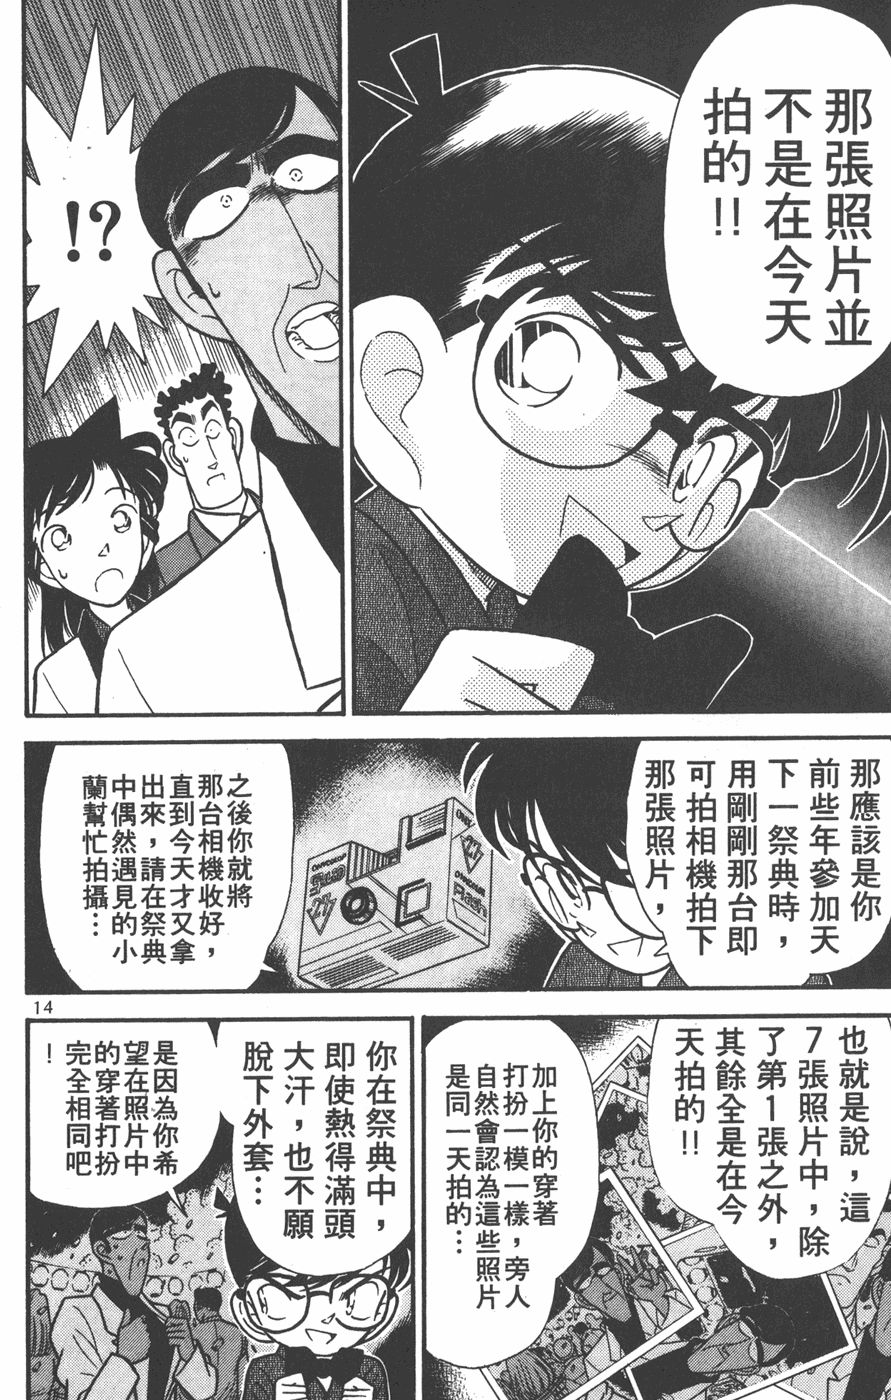 那張照片並
不是在今天
拍的!!
!?
那應該是你
前些年參加天
下一祭典時，
用剛剛那台即
可拍相機拍下
那張照片，
之後你就將
那台相機收好，
直到今天才又拿
出來，請在祭典
中偶然遇見的小
蘭幫忙拍攝…
27
Flash
14
也就是說，這
7張照片中，除
了第1張之外，
其餘全是在今
天拍的!!
加上你的穿著
打扮一模一樣，旁人
自然會認為這些照片
是同一天拍的…
你在祭典中，
即使熱得滿頭
大汗，也不願
脫下外套…
是因為你希
望在照片中
的穿著打扮
完全相同吧
!